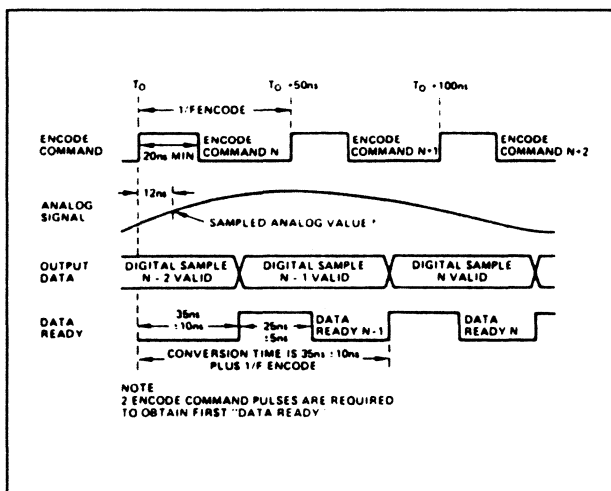 T0 T0 +50ns T0 +100ns
1/FENCODE
ENCODE COMMAND
20ns MIN
ENCODE COMMAND N
ENCODE COMMAND N+1
ENCODE COMMAND N+2
12ns
ANALOG SIGNAL
SAMPLED ANALOG VALUE
OUTPUT DATA
DIGITAL SAMPLE
N - 2 VALID
DIGITAL SAMPLE
N - 1 VALID
DIGITAL SAMPLE
N VALID
DATA READY
35ns
±10ns
25ns
±5ns
DATA
READY N-1
DATA
READY N
CONVERSION TIME IS 35ns ±10ns
PLUS 1/F ENCODE
NOTE
2 ENCODE COMMAND PULSES ARE REQUIRED
TO OBTAIN FIRST "DATA READY"